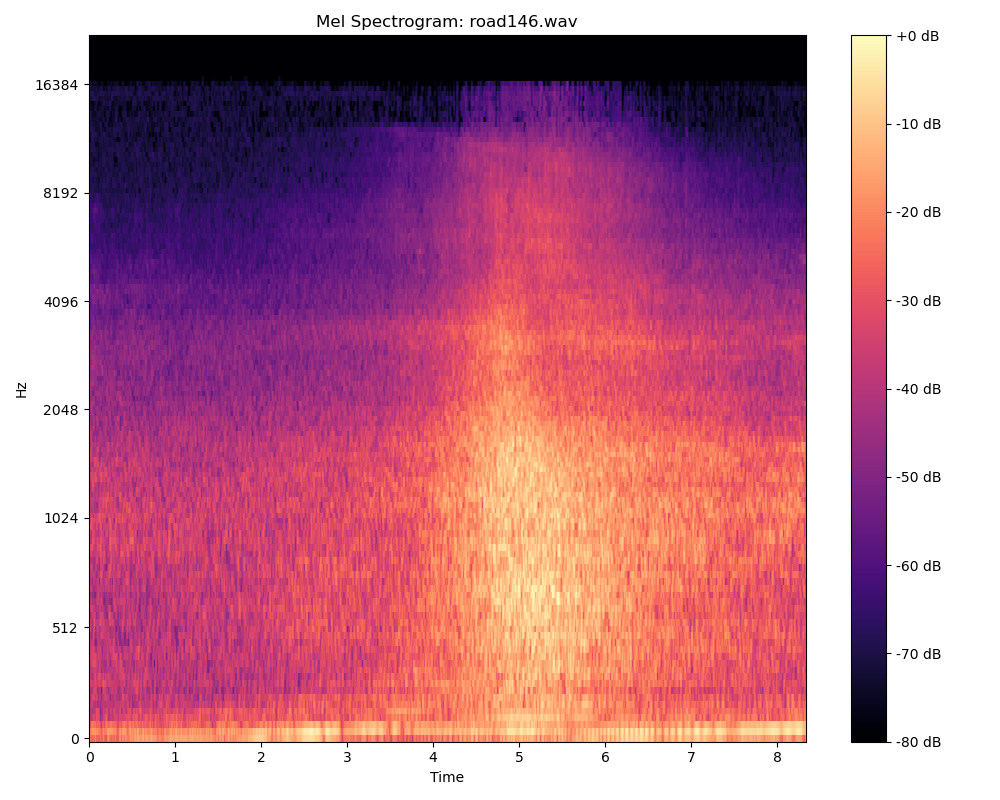 Mel Spectrogram: road146.wav
Hz
16384
8192
4096
2048
1024
512
0
0 1 2 3 4 5 6 7 8
Time
+0 dB
-10 dB
-20 dB
-30 dB
-40 dB
-50 dB
-60 dB
-70 dB
-80 dB